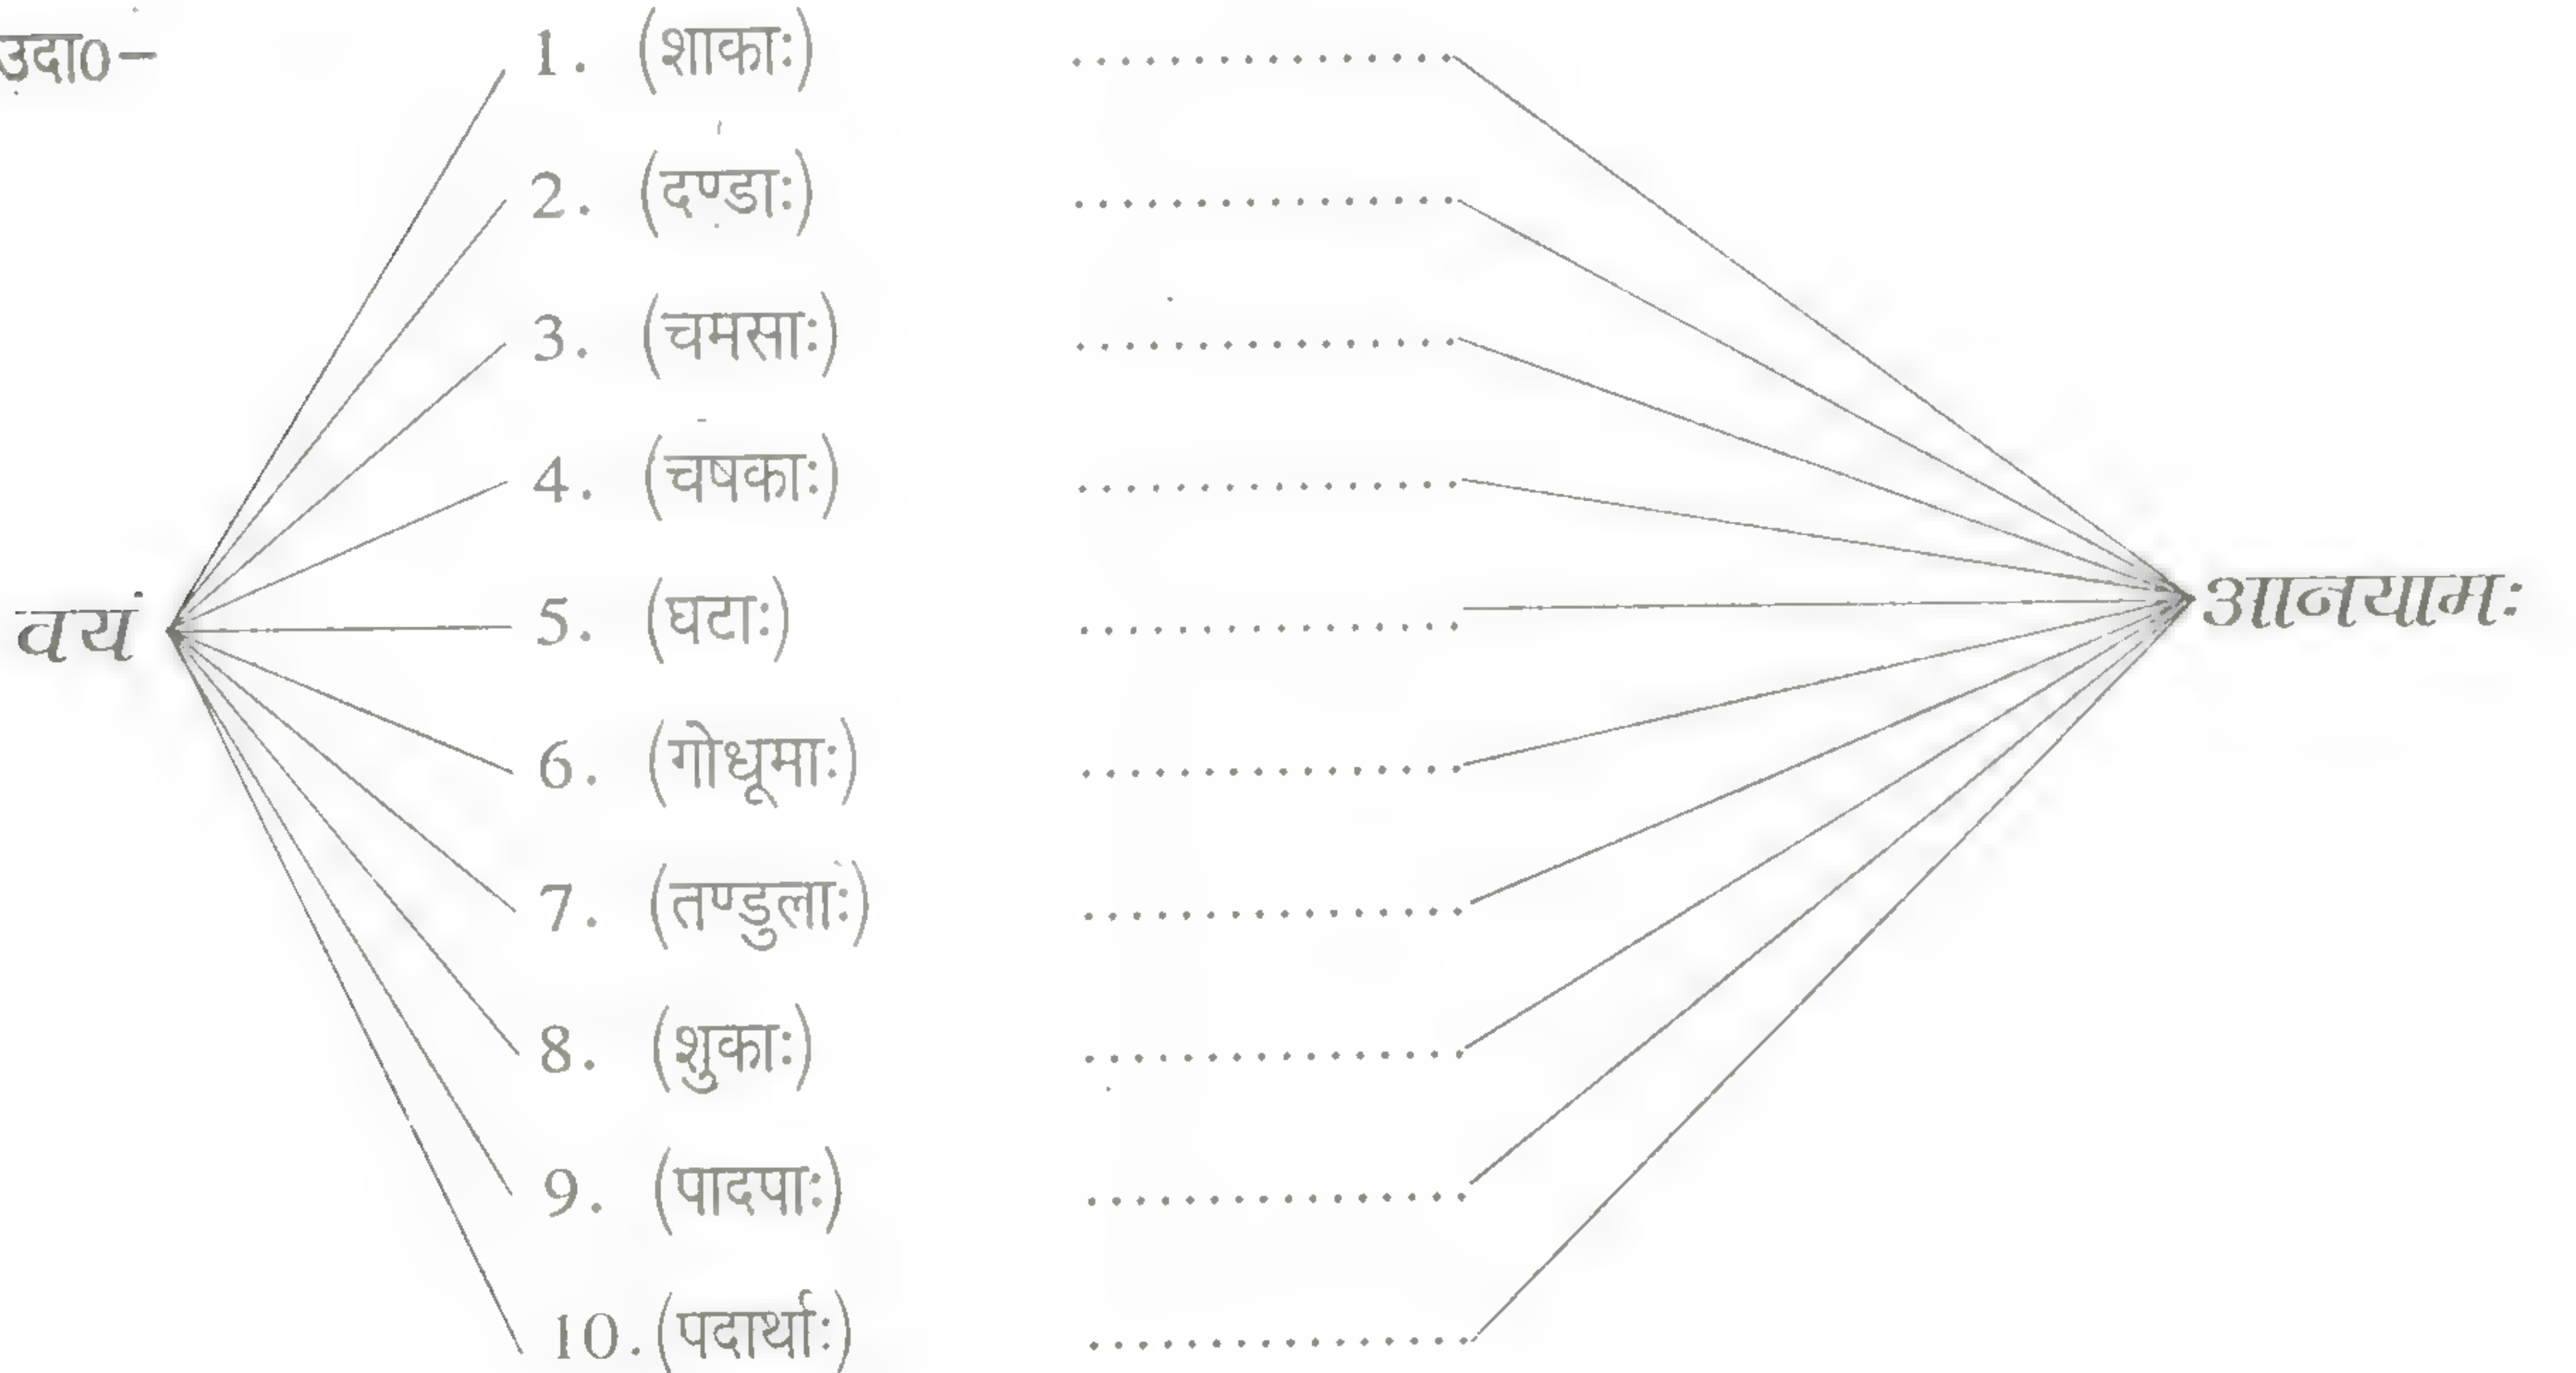 उदा0–
1. (शाकाः) ................
2. (दण्डाः) ................
3. (चमसाः) ................
4. (चषकाः) ................
वयं 5. (घटाः) ................ आनयामः
6. (गोधूमाः) ................
7. (तण्डुलाः) ................
8. (शुकाः) ................
9. (पादपाः) ................
10. (पदार्थाः) ................